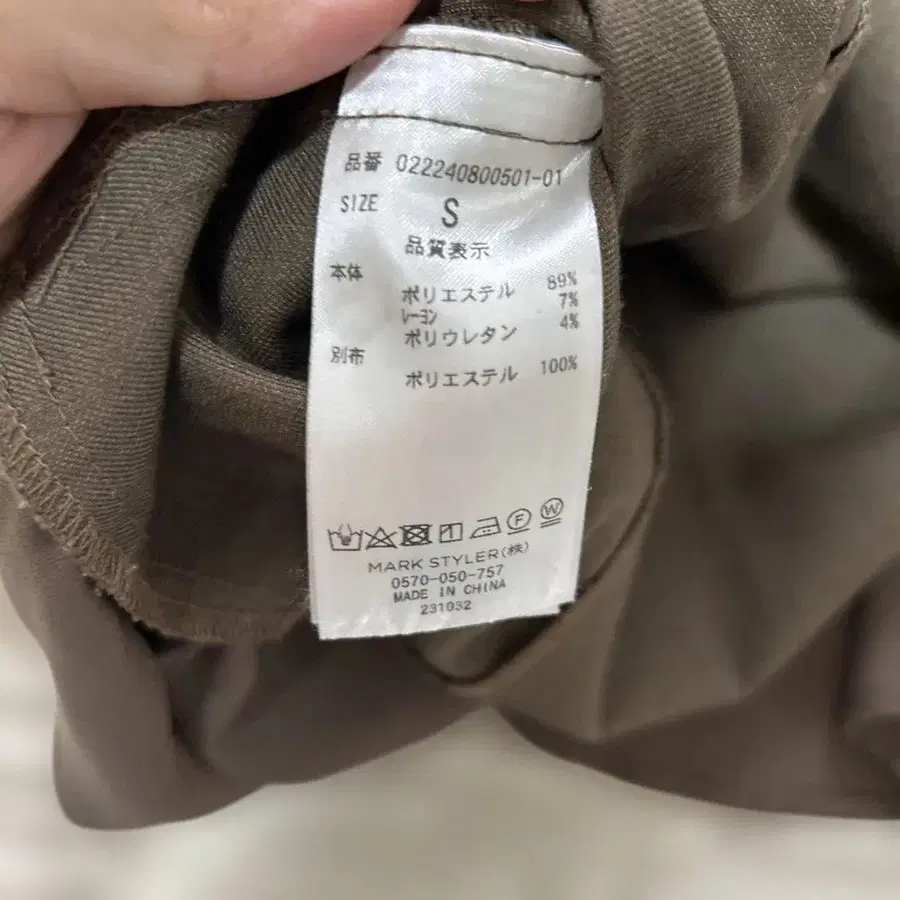 品番 022240800501-01
SIZE S
品質表示
本体
ポリエステル 89%
レーヨン 7%
ポリウレタン 4%
別布
ポリエステル 100%
F W
MARK STYLER(株)
0570-050-757
MADE IN CHINA
231032